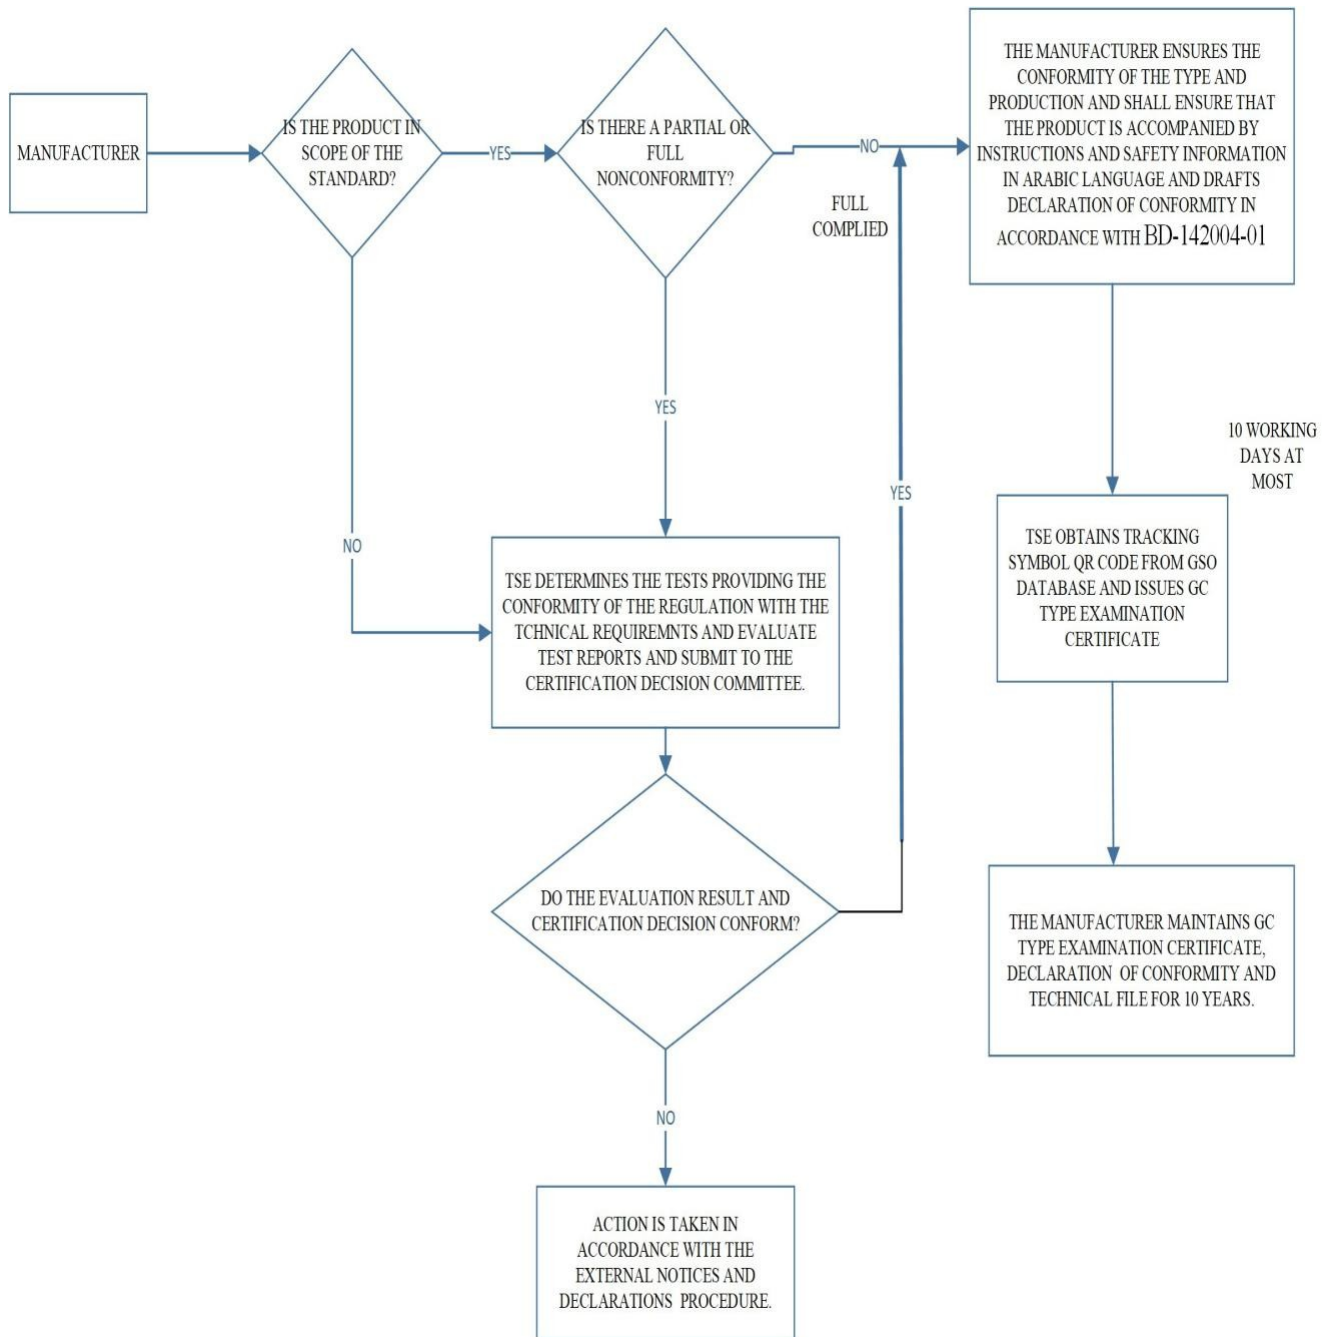 MANUFACTURER
IS THE PRODUCT IN
SCOPE OF THE
STANDARD?
YES
IS THERE A PARTIAL OR
FULL
NONCONFORMITY?
NO
FULL
COMPLIED
THE MANUFACTURER ENSURES THE
CONFORMITY OF THE TYPE AND
PRODUCTION AND SHALL ENSURE THAT
THE PRODUCT IS ACCOMPANIED BY
INSTRUCTIONS AND SAFETY INFORMATION
IN ARABIC LANGUAGE AND DRAFTS
DECLARATION OF CONFORMITY IN
ACCORDANCE WITH BD-142004-01
YES
NO
YES
10 WORKING
DAYS AT
MOST
TSE OBTAINS TRACKING
SYMBOL QR CODE FROM GSO
DATABASE AND ISSUES GC
TYPE EXAMINATION
CERTIFICATE
TSE DETERMINES THE TESTS PROVIDING THE
CONFORMITY OF THE REGULATION WITH THE
TCHNICAL REQUIREMNTS AND EVALUATE
TEST REPORTS AND SUBMIT TO THE
CERTIFICATION DECISION COMMITTEE.
DO THE EVALUATION RESULT AND
CERTIFICATION DECISION CONFORM?
THE MANUFACTURER MAINTAINS GC
TYPE EXAMINATION CERTIFICATE,
DECLARATION OF CONFORMITY AND
TECHNICAL FILE FOR 10 YEARS.
NO
ACTION IS TAKEN IN
ACCORDANCE WITH THE
EXTERNAL NOTICES AND
DECLARATIONS PROCEDURE.